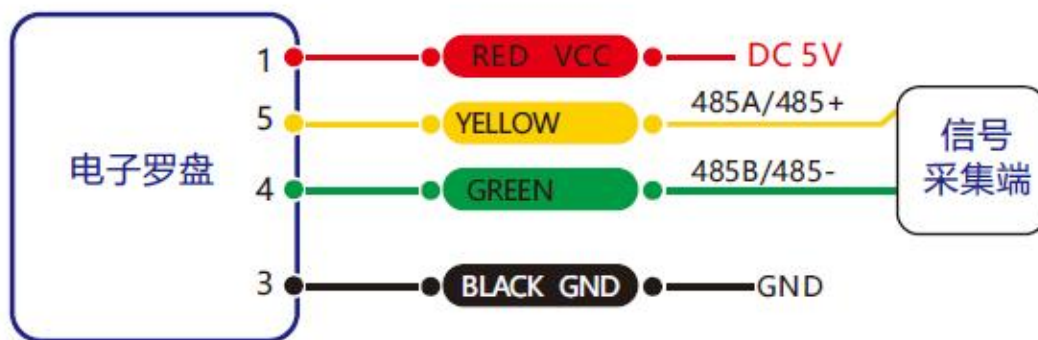 电子罗盘
1 RED VCC DC 5V
5 YELLOW 485A/485+
4 GREEN 485B/485-
3 BLACK GND GND
信号
采集端